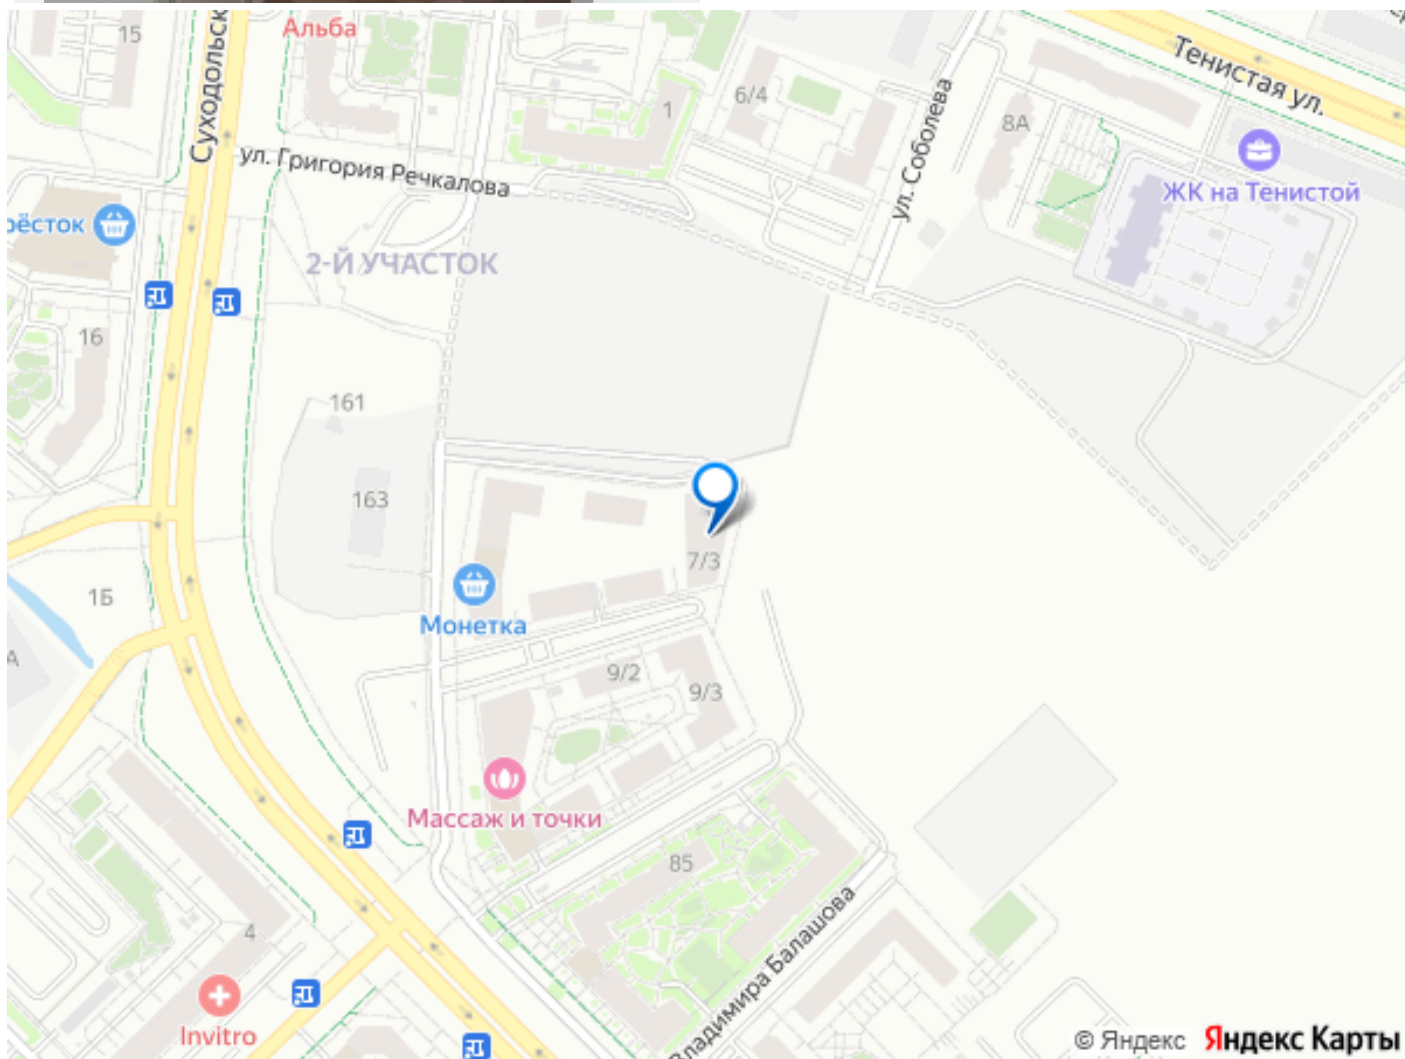 15
Альба
Суходольск
Тенистая ул.
6/4
1
8А
ул. Соболева
ул. Григория Речкалова
ЖК на Тенистой
рёсток
2-Й УЧАСТОК
16
161
163
7/3
1Б
Монетка
А
9/2
9/3
Массаж и точки
85
4
Владимира Балашова
Invitro
© Яндекс Яндекс Карты